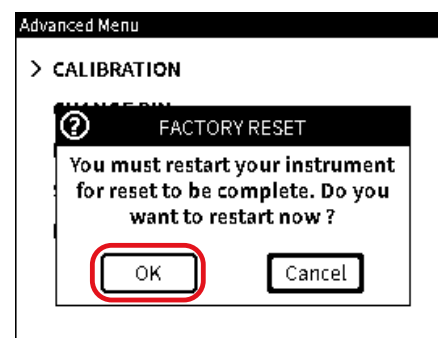 Advanced Menu
> CALIBRATION
FACTORY RESET
You must restart your instrument
for reset to be complete. Do you
want to restart now ?
OK
Cancel